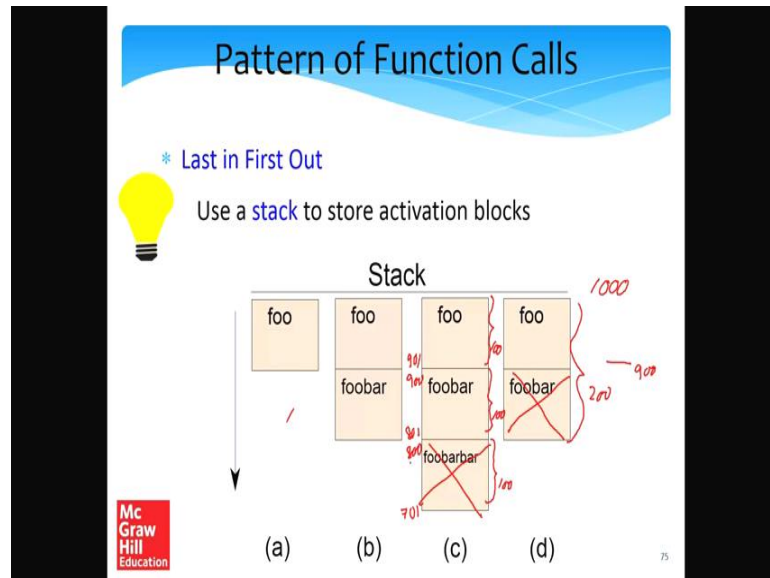 Pattern of Function Calls
* Last in First Out
Use a stack to store activation blocks
Stack
1000
foo foo foo foo
100
901
900
900
foobar foobar foobar
200
100
801
800
foobarbar
100
701
(a) (b) (c) (d)
Mc
Graw
Hill
Education
75